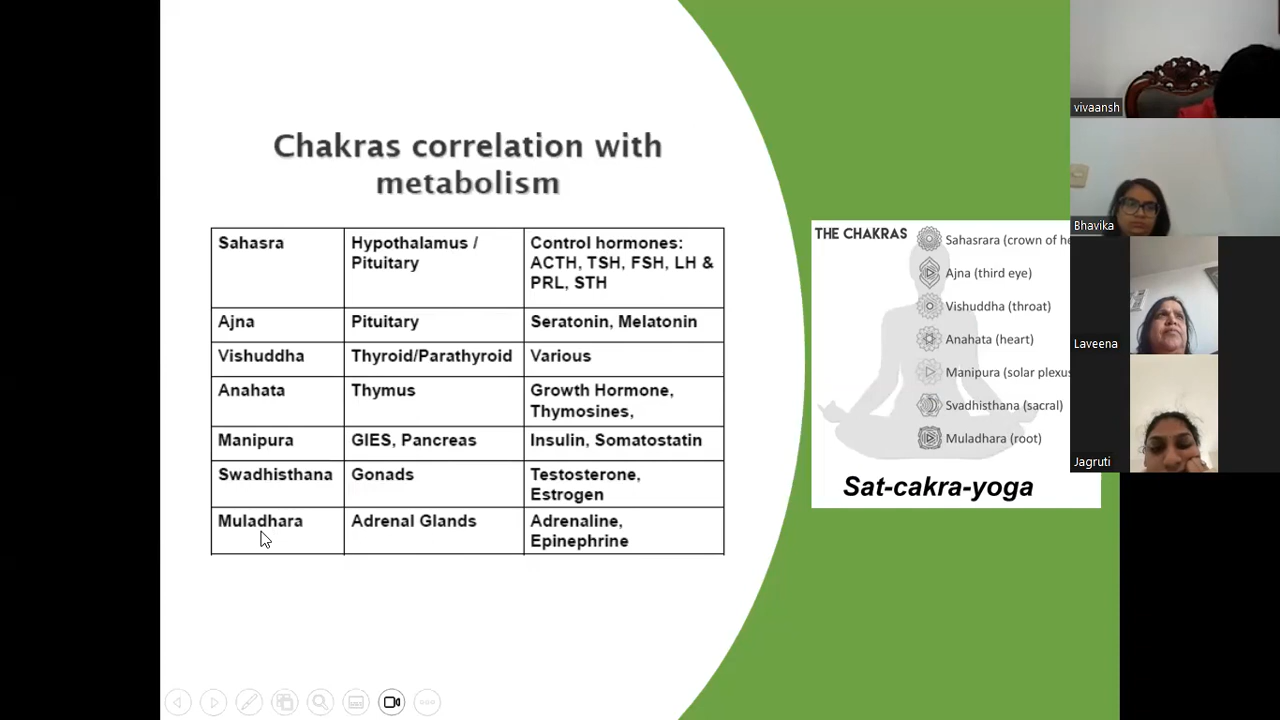 Chakras correlation with
metabolism
Sahasra
Hypothalamus /
Pituitary
Control hormones:
ACTH, TSH, FSH, LH &
PRL, STH
Ajna
Pituitary
Seratonin, Melatonin
Vishuddha
Thyroid/Parathyroid
Various
Anahata
Thymus
Growth Hormone,
Thymosines,
Manipura
GIES, Pancreas
Insulin, Somatostatin
Swadhisthana
Gonads
Testosterone,
Estrogen
Muladhara
Adrenal Glands
Adrenaline,
Epinephrine
THE CHAKRAS
Sahasrara (crown of he
Ajna (third eye)
Vishuddha (throat)
Anahata (heart)
Manipura (solar plexus
Svadhisthana (sacral)
Muladhara (root)
Sat-cakra-yoga
vivaansh
Bhavika
Laveena
Jagruti